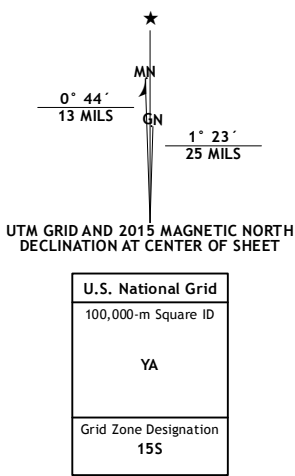 ★
MN
0° 44´
13 MILS
GN
1° 23´
25 MILS
UTM GRID AND 2015 MAGNETIC NORTH
DECLINATION AT CENTER OF SHEET
U.S. National Grid
100,000-m Square ID
YA
Grid Zone Designation
15S